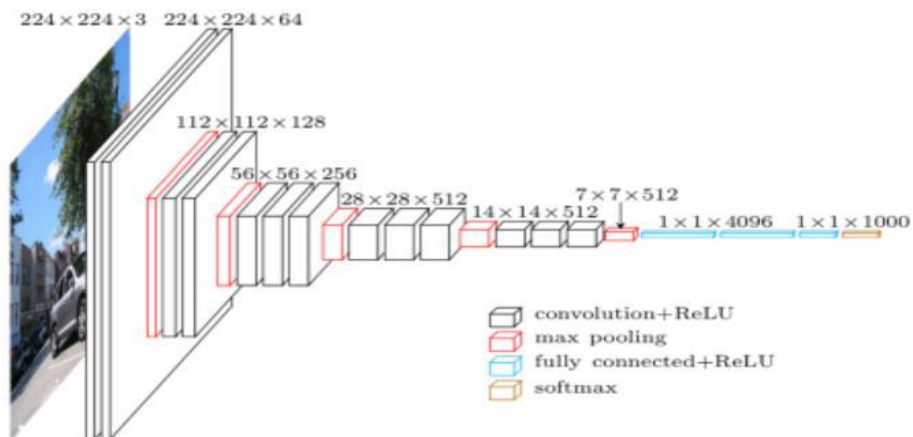 224×224×3
224×224×64
112×112×128
56×56×256
28×28×512
14×14×512
7×7×512
1×1×4096
1×1×1000
convolution+ReLU
max pooling
fully connected+ReLU
softmax